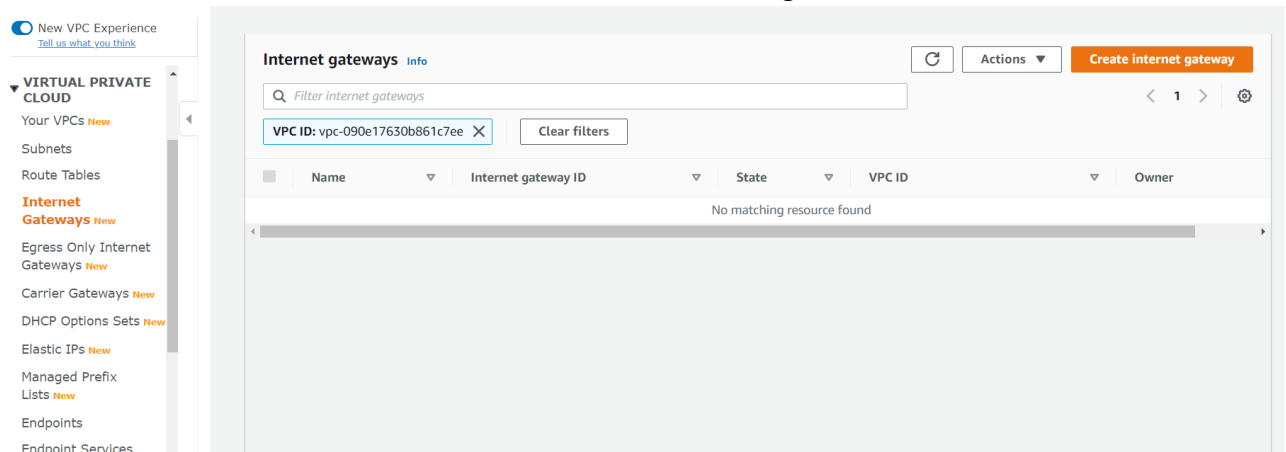 New VPC Experience
Tell us what you think
VIRTUAL PRIVATE
CLOUD
Your VPCs New
Subnets
Route Tables
Internet
Gateways New
Egress Only Internet
Gateways New
Carrier Gateways New
DHCP Options Sets New
Elastic IPs New
Managed Prefix
Lists New
Endpoints
Endpoint Services
Internet gateways Info
Actions
Create internet gateway
Filter internet gateways
1
VPC ID: vpc-090e17630b861c7ee
Clear filters
Name Internet gateway ID State VPC ID Owner
No matching resource found